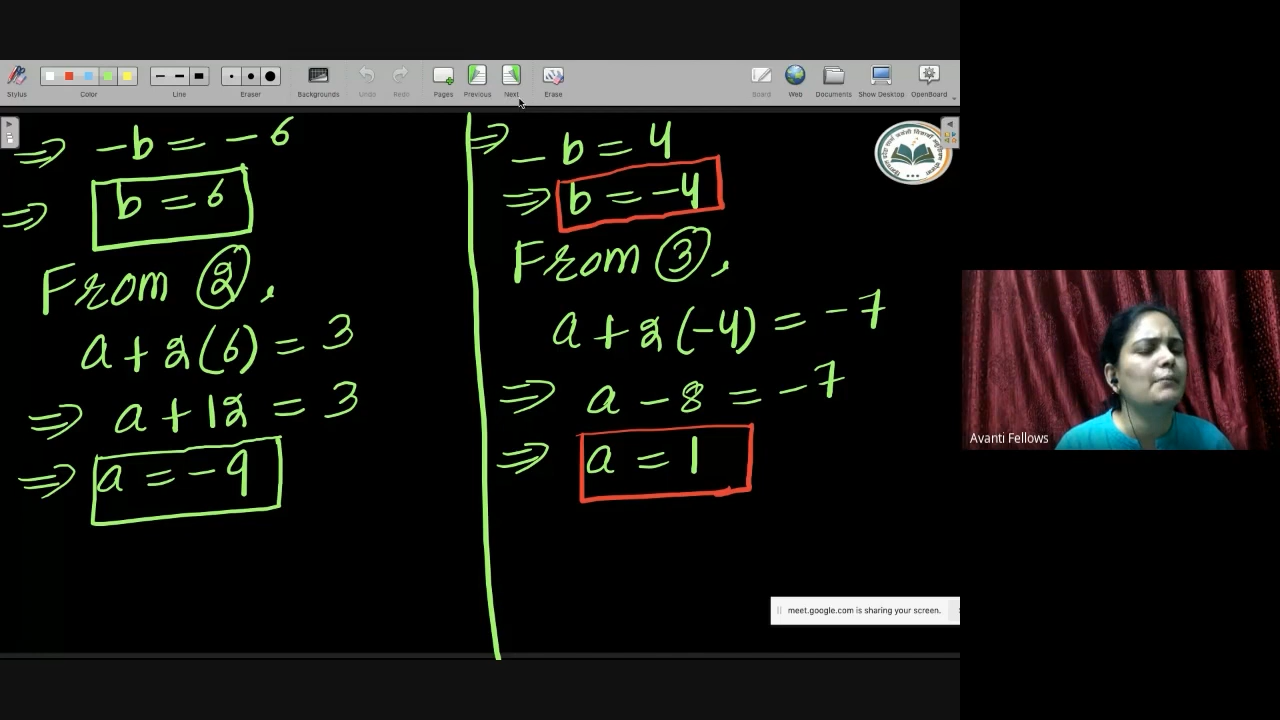 Stylus
Color
Line
Eraser
Backgrounds
Undo
Redo
Pages
Previous
Next
Erase
Board
Web
Documents
Show Desktop
OpenBoard
⇒ -b = -6
⇒ b = 6
From ②,
a + 2(6) = 3
⇒ a + 12 = 3
⇒ a = -9
⇒ -b = 4
⇒ b = -4
From ③,
a + 2(-4) = -7
⇒ a - 8 = -7
⇒ a = 1
meet.google.com is sharing your screen.
Avanti Fellows